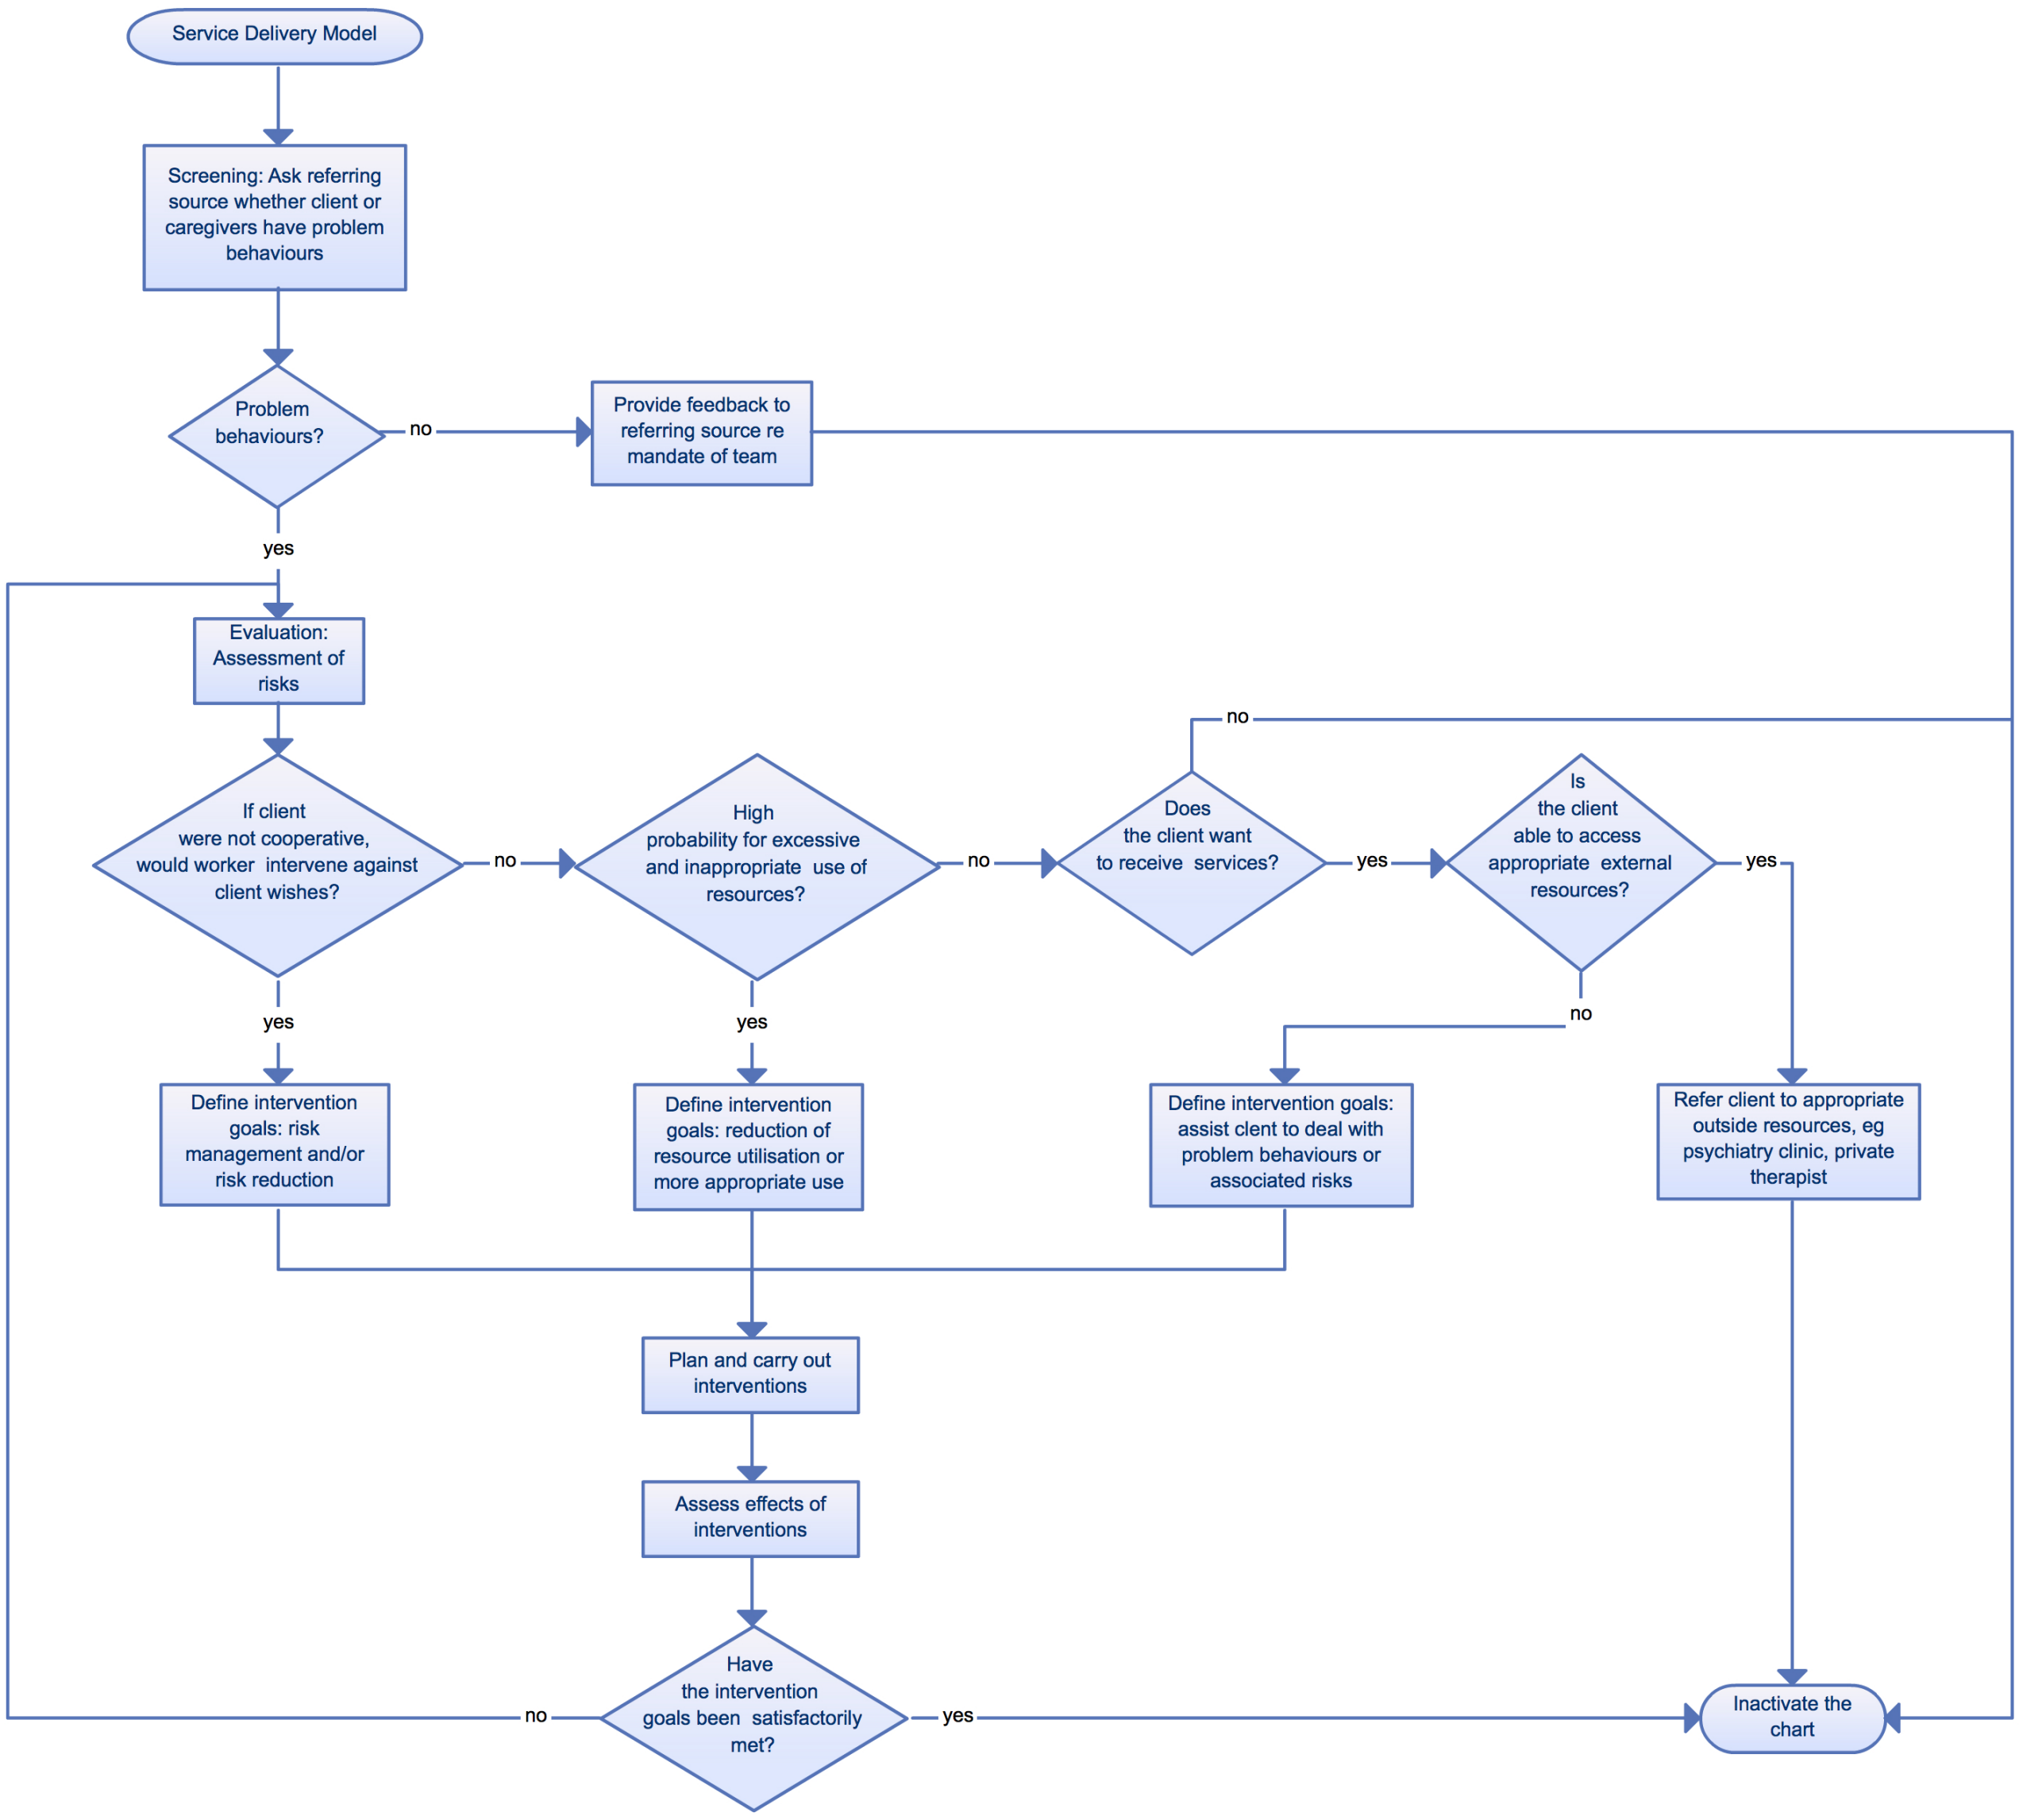 Service Delivery Model
Screening: Ask referring
source whether client or
caregivers have problem
behaviours
Problem
behaviours?
no
Provide feedback to
referring source re
mandate of team
yes
Evaluation:
Assessment of
risks
If client
were not cooperative,
would worker intervene against
client wishes?
no
High
probability for excessive
and inappropriate use of
resources?
no
Does
the client want
to receive services?
no
yes
Is
the client
able to access
appropriate external
resources?
yes
yes
yes
no
Define intervention
goals: risk
management and/or
risk reduction
Define intervention
goals: reduction of
resource utilisation or
more appropriate use
Define intervention goals:
assist clent to deal with
problem behaviours or
associated risks
Refer client to appropriate
outside resources, eg
psychiatry clinic, private
therapist
Plan and carry out
interventions
Assess effects of
interventions
Have
the intervention
goals been satisfactorily
met?
no
yes
Inactivate the
chart